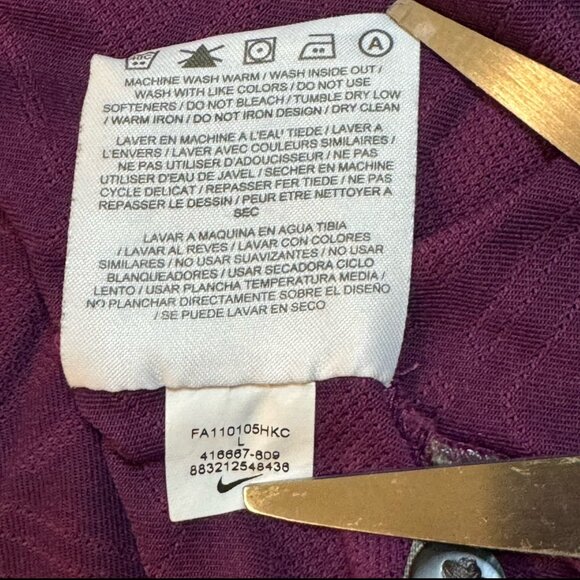 A
MACHINE WASH WARM / WASH INSIDE OUT /
WASH WITH LIKE COLORS / DO NOT USE
SOFTENERS / DO NOT BLEACH / TUMBLE DRY LOW
/ WARM IRON / DO NOT IRON DESIGN / DRY CLEAN
LAVER EN MACHINE A L'EAU TIEDE / LAVER A
L'ENVERS / LAVER AVEC COULEURS SIMILAIRES /
NE PAS UTILISER D'ADOUCISSEUR / NE PAS
UTILISER D'EAU DE JAVEL / SECHER EN MACHINE
CYCLE DELICAT / REPASSER FER TIEDE / NE PAS
REPASSER LE DESSIN / PEUR ETRE NETTOYER A
SEC
LAVAR A MAQUINA EN AGUA TIBIA
/ LAVAR AL REVES / LAVAR CON COLORES
SIMILARES / NO USAR SUAVIZANTES / NO USAR
BLANQUEADORES / USAR SECADORA CICLO
LENTO / USAR PLANCHA TEMPERATURA MEDIA /
NO PLANCHAR DIRECTAMENTE SOBRE EL DISEÑO
/ SE PUEDE LAVAR EN SECO
FA110105HKC
L
416667-609
883212548436